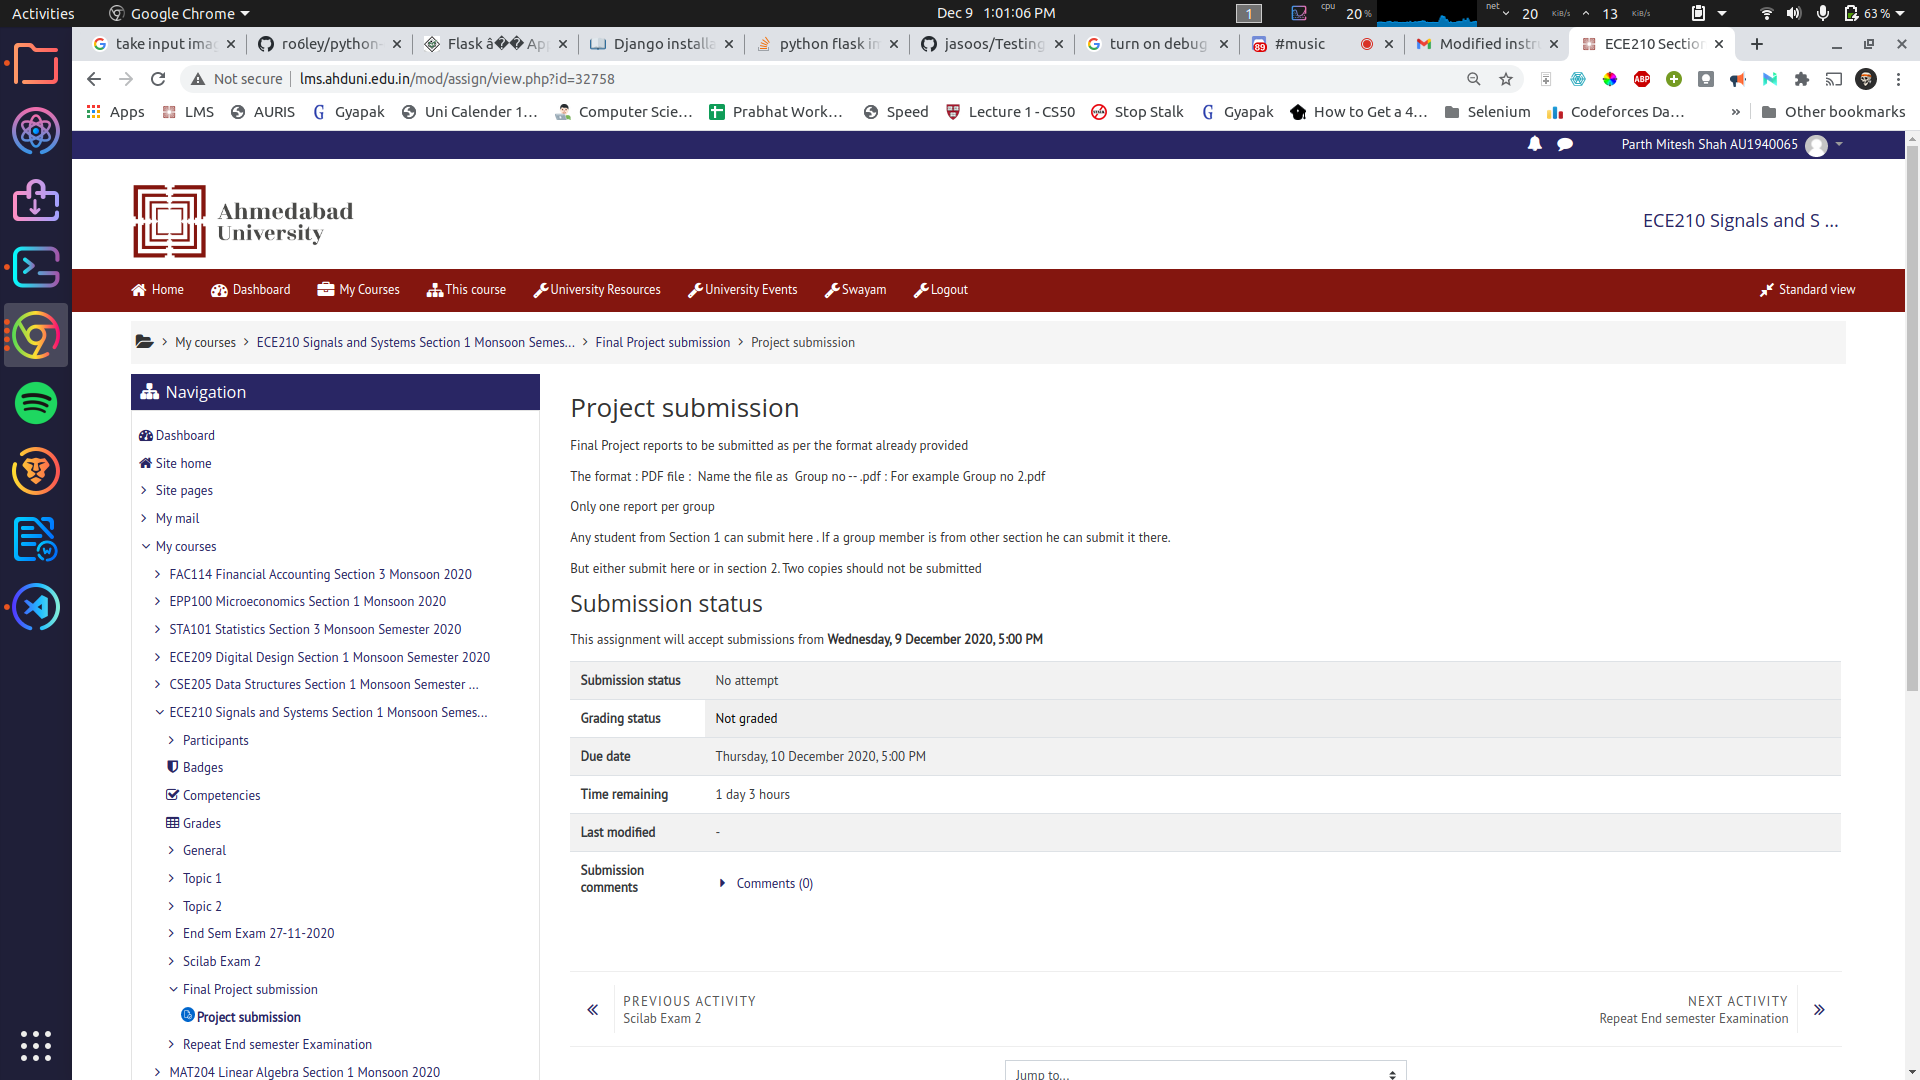 Activities
Google Chrome
Dec 9 1:01:06 PM
1
cpu 20%
net 20 KiB/s 13 KiB/s
63 %
take input ima
ro6ley/python-
Flask â�� Ap
Django installa
python flask im
jasoos/Testing
turn on debug
#music
Modified instr
ECE210 Section
Not secure
lms.ahduni.edu.in/mod/assign/view.php?id=32758
ABP
Apps
LMS
AURIS
Gyapak
Uni Calender 1...
Computer Scie...
Prabhat Work...
Speed
Lecture 1 - CS50
Stop Stalk
Gyapak
How to Get a 4...
Selenium
Codeforces Da...
»
Other bookmarks
Parth Mitesh Shah AU1940065
Ahmedabad
University
ECE210 Signals and S ...
Home
Dashboard
My Courses
This course
University Resources
University Events
Swayam
Logout
Standard view
My courses
ECE210 Signals and Systems Section 1 Monsoon Semes...
Final Project submission
Project submission
Navigation
Dashboard
Site home
Site pages
My mail
My courses
FAC114 Financial Accounting Section 3 Monsoon 2020
EPP100 Microeconomics Section 1 Monsoon 2020
STA101 Statistics Section 3 Monsoon Semester 2020
ECE209 Digital Design Section 1 Monsoon Semester 2020
CSE205 Data Structures Section 1 Monsoon Semester ...
ECE210 Signals and Systems Section 1 Monsoon Semes...
Participants
Badges
Competencies
Grades
General
Topic 1
Topic 2
End Sem Exam 27-11-2020
Scilab Exam 2
Final Project submission
Project submission
Repeat End semester Examination
MAT204 Linear Algebra Section 1 Monsoon 2020
Project submission
Final Project reports to be submitted as per the format already provided
The format : PDF file : Name the file as Group no -- .pdf : For example Group no 2.pdf
Only one report per group
Any student from Section 1 can submit here . If a group member is from other section he can submit it there.
But either submit here or in section 2. Two copies should not be submitted
Submission status
This assignment will accept submissions from Wednesday, 9 December 2020, 5:00 PM
Submission status No attempt
Grading status Not graded
Due date Thursday, 10 December 2020, 5:00 PM
Time remaining 1 day 3 hours
Last modified -
Submission comments Comments (0)
PREVIOUS ACTIVITY
Scilab Exam 2
NEXT ACTIVITY
Repeat End semester Examination
Jump to...